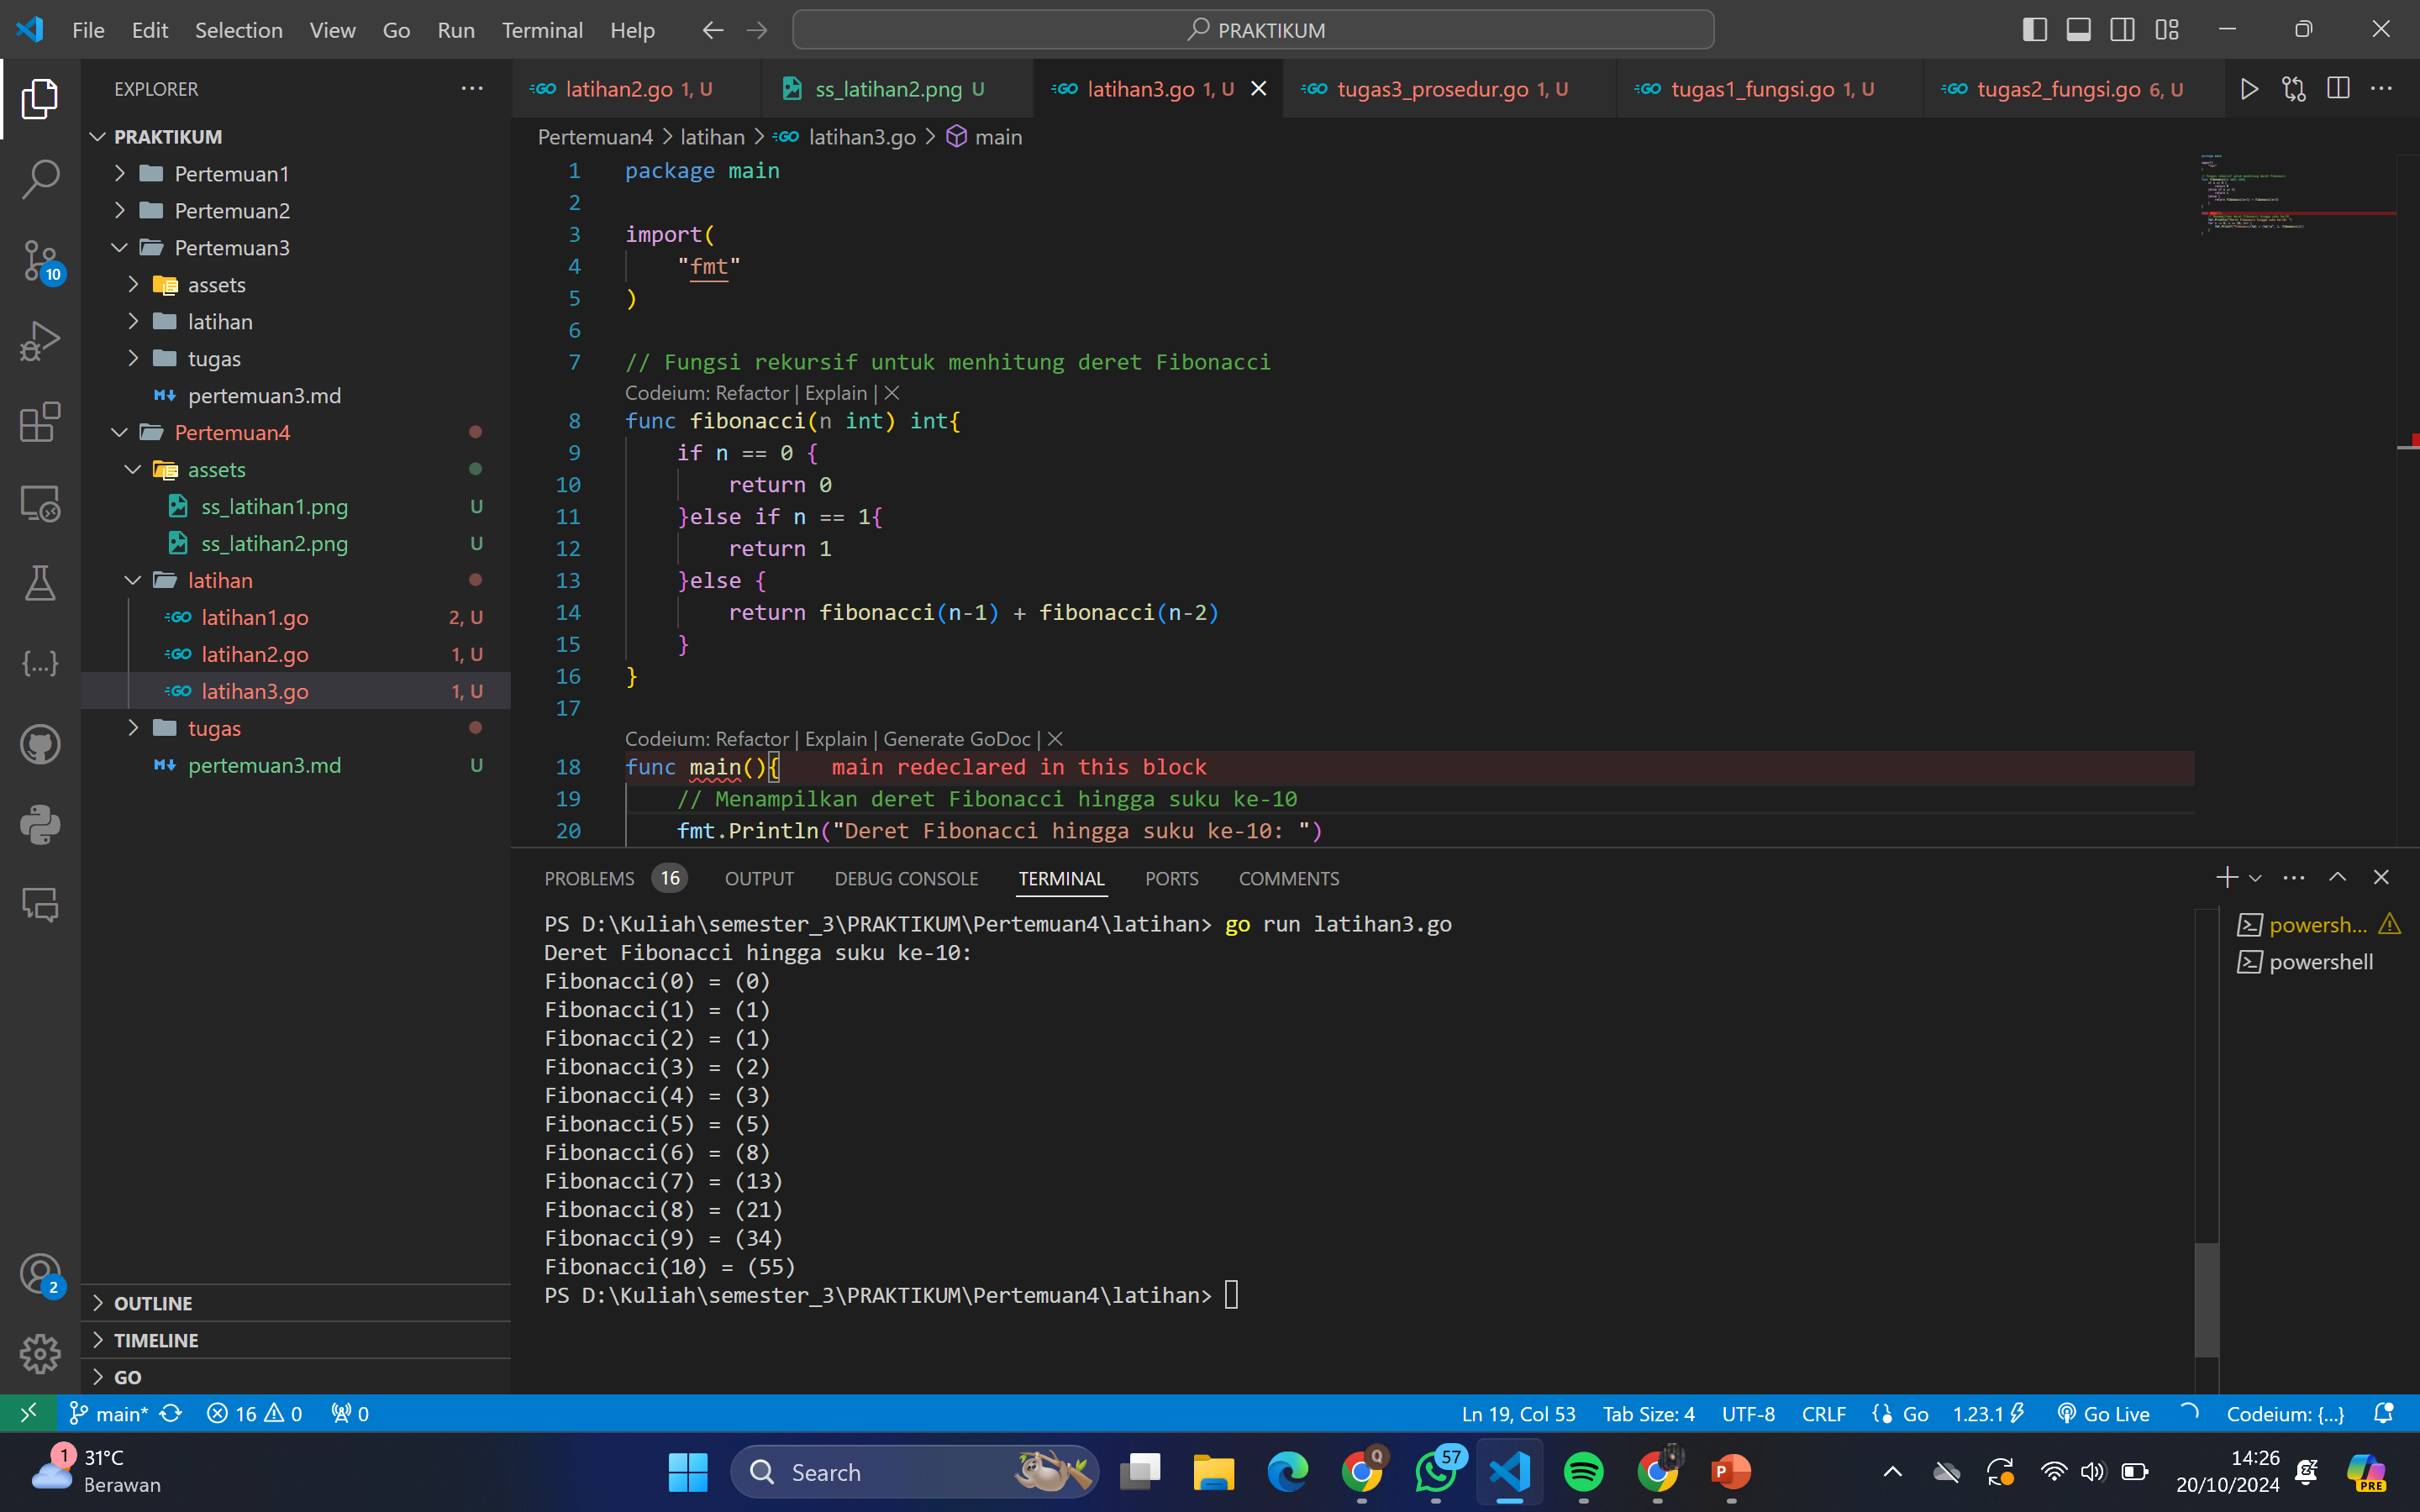 File Edit Selection View Go Run Terminal Help PRAKTIKUM
EXPLORER
PRAKTIKUM
Pertemuan1
Pertemuan2
Pertemuan3
assets
latihan
tugas
pertemuan3.md
Pertemuan4
assets
ss_latihan1.png U
ss_latihan2.png U
latihan
latihan1.go 2, U
latihan2.go 1, U
latihan3.go 1, U
tugas
pertemuan3.md U
OUTLINE
TIMELINE
GO
10
2
latihan2.go 1, U ss_latihan2.png U latihan3.go 1, U tugas3_prosedur.go 1, U tugas1_fungsi.go 1, U tugas2_fungsi.go 6, U
Pertemuan4 > latihan > latihan3.go > main
1 package main
2
3 import(
4 "fmt"
5 )
6
7 // Fungsi rekursif untuk menhitung deret Fibonacci
Codeium: Refactor | Explain | X
8 func fibonacci(n int) int{
9 if n == 0 {
10 return 0
11 }else if n == 1{
12 return 1
13 }else {
14 return fibonacci(n-1) + fibonacci(n-2)
15 }
16 }
17
Codeium: Refactor | Explain | Generate GoDoc | X
18 func main(){ main redeclared in this block
19 // Menampilkan deret Fibonacci hingga suku ke-10
20 fmt.Println("Deret Fibonacci hingga suku ke-10: ")
PROBLEMS 16 OUTPUT DEBUG CONSOLE TERMINAL PORTS COMMENTS
PS D:\Kuliah\semester_3\PRAKTIKUM\Pertemuan4\latihan> go run latihan3.go
Deret Fibonacci hingga suku ke-10:
Fibonacci(0) = (0)
Fibonacci(1) = (1)
Fibonacci(2) = (1)
Fibonacci(3) = (2)
Fibonacci(4) = (3)
Fibonacci(5) = (5)
Fibonacci(6) = (8)
Fibonacci(7) = (13)
Fibonacci(8) = (21)
Fibonacci(9) = (34)
Fibonacci(10) = (55)
PS D:\Kuliah\semester_3\PRAKTIKUM\Pertemuan4\latihan>
powersh...
powershell
main* 16 0 0 Ln 19, Col 53 Tab Size: 4 UTF-8 CRLF Go 1.23.1 Go Live Codeium: {...}
1
31°C
Berawan
Search
Q
57
P
14:26
20/10/2024
PRE